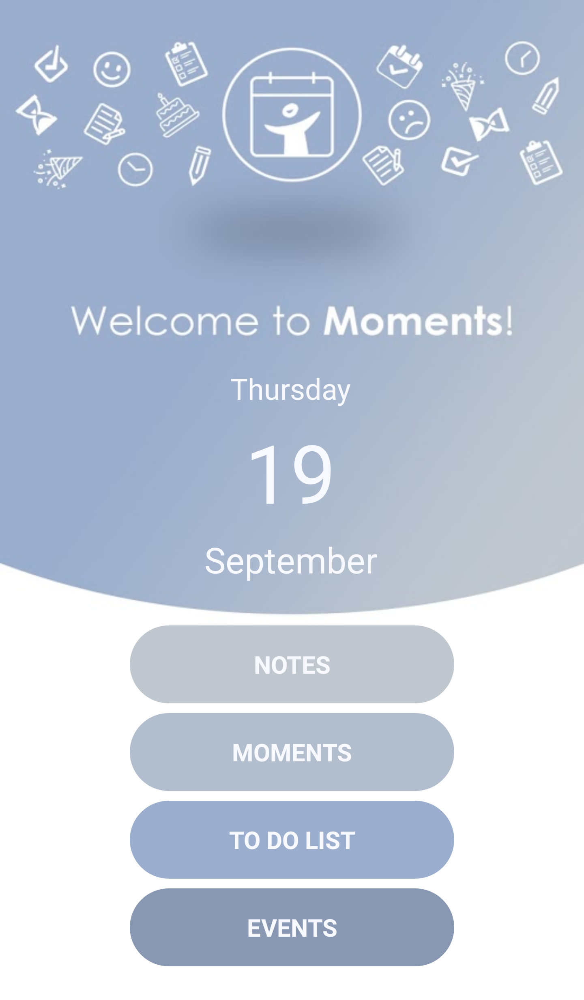 Welcome to Moments!
Thursday
19
September
NOTES
MOMENTS
TO DO LIST
EVENTS